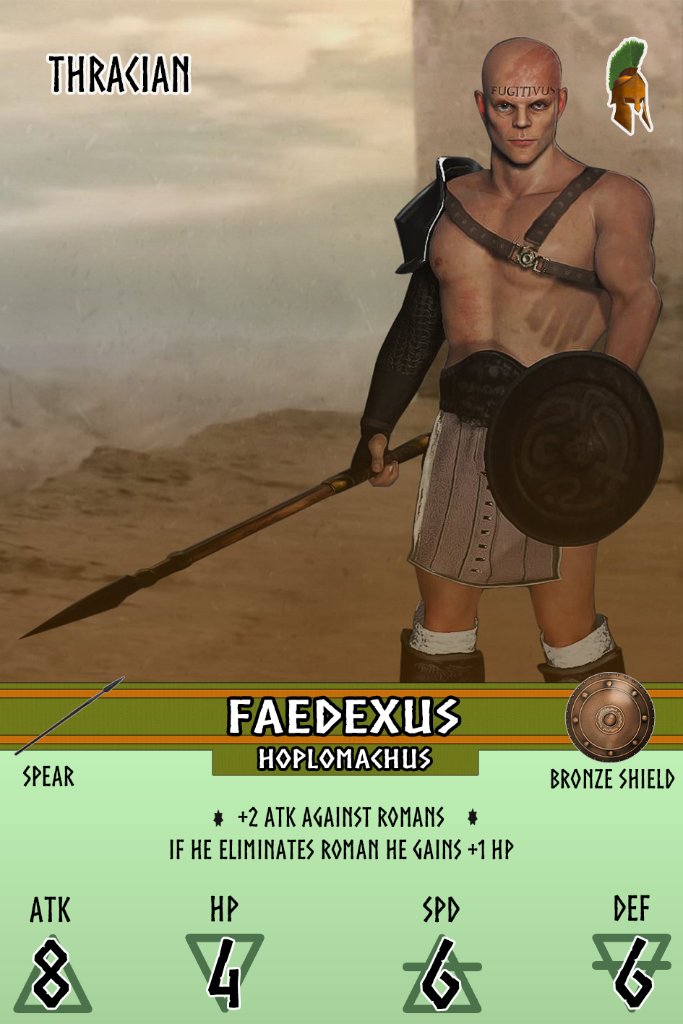 THRACIAN
FUGITIVUS
FAEDEXUS
HOPLOMACHUS
SPEAR
BRONZE SHIELD
+2 ATK AGAINST ROMANS
IF HE ELIMINATES ROMAN HE GAINS +1 HP
ATK HP SPD DEF
8 4 6 6